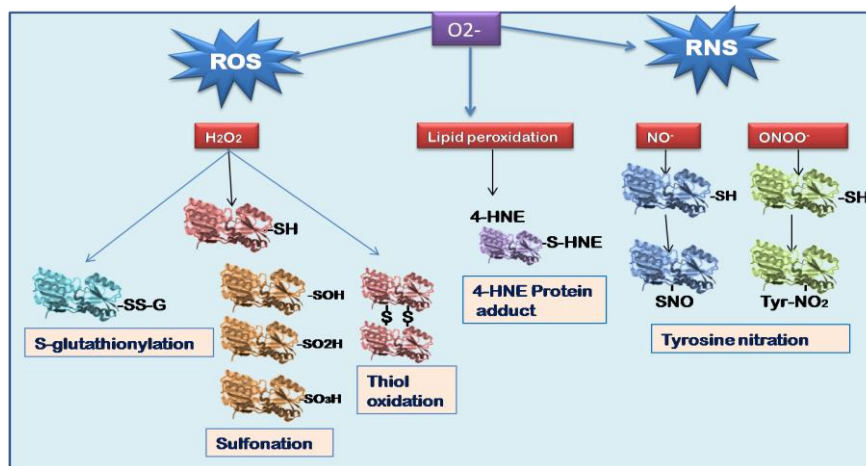 O2-
ROS
RNS
H₂O₂
Lipid peroxidation
NO⁻
ONOO⁻
-SH
4-HNE
-S-HNE
-SH
-SH
-SS-G
S-glutathionylation
-SOH
-SO2H
-SO₃H
Sulfonation
S S
Thiol
oxidation
4-HNE Protein
adduct
SNO
Tyr-NO₂
Tyrosine nitration